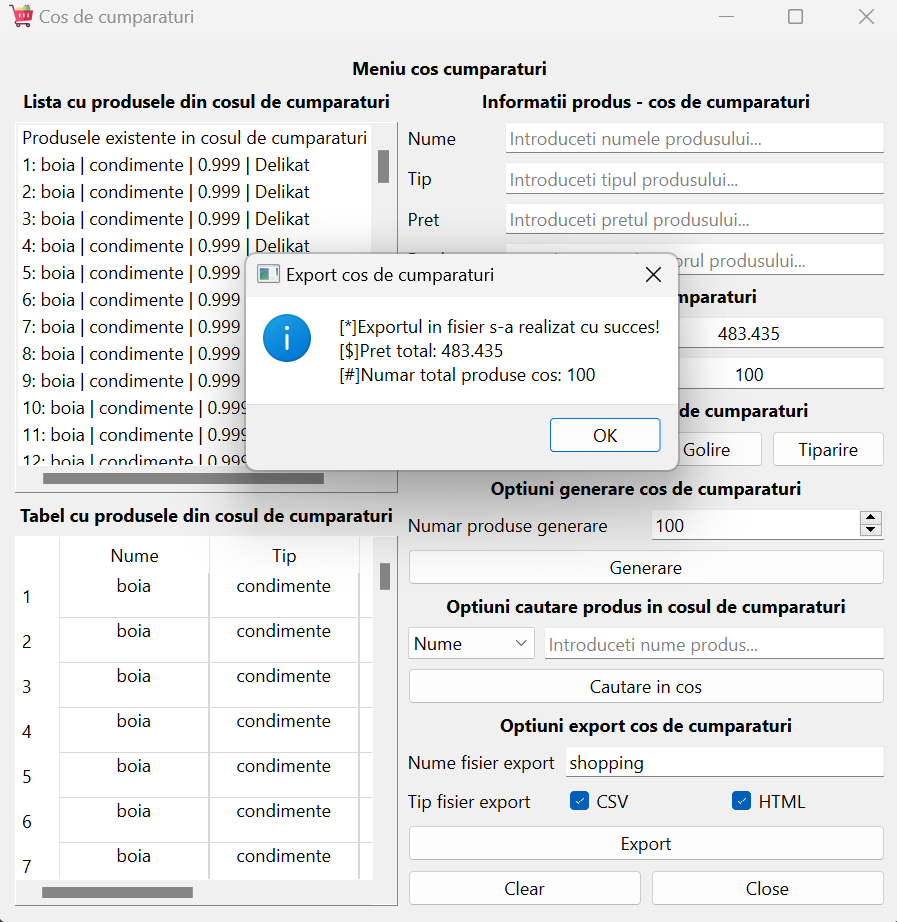 Cos de cumparaturi
Meniu cos cumparaturi
Lista cu produsele din cosul de cumparaturi
Produsele existente in cosul de cumparaturi
1: boia | condimente | 0.999 | Delikat
2: boia | condimente | 0.999 | Delikat
3: boia | condimente | 0.999 | Delikat
4: boia | condimente | 0.999 | Delikat
5: boia | condimente | 0.999
6: boia | condimente | 0.999
7: boia | condimente | 0.999
8: boia | condimente | 0.999
9: boia | condimente | 0.999
10: boia | condimente | 0.999
11: boia | condimente | 0.999
12: boia | condimente | 0.999
Tabel cu produsele din cosul de cumparaturi
Nume Tip
1 boia condimente
2 boia condimente
3 boia condimente
4 boia condimente
5 boia condimente
6 boia condimente
7 boia condimente
Informatii produs - cos de cumparaturi
Nume Introduceti numele produsului...
Tip Introduceti tipul produsului...
Pret Introduceti pretul produsului...
produsului...
Export cos de cumparaturi
[*]Exportul in fisier s-a realizat cu succes!
[$]Pret total: 483.435
[#]Numar total produse cos: 100
OK
483.435
100
de cumparaturi
Golire Tiparire
Optiuni generare cos de cumparaturi
Numar produse generare 100
Generare
Optiuni cautare produs in cosul de cumparaturi
Nume Introduceti nume produs...
Cautare in cos
Optiuni export cos de cumparaturi
Nume fisier export shopping
Tip fisier export CSV HTML
Export
Clear Close